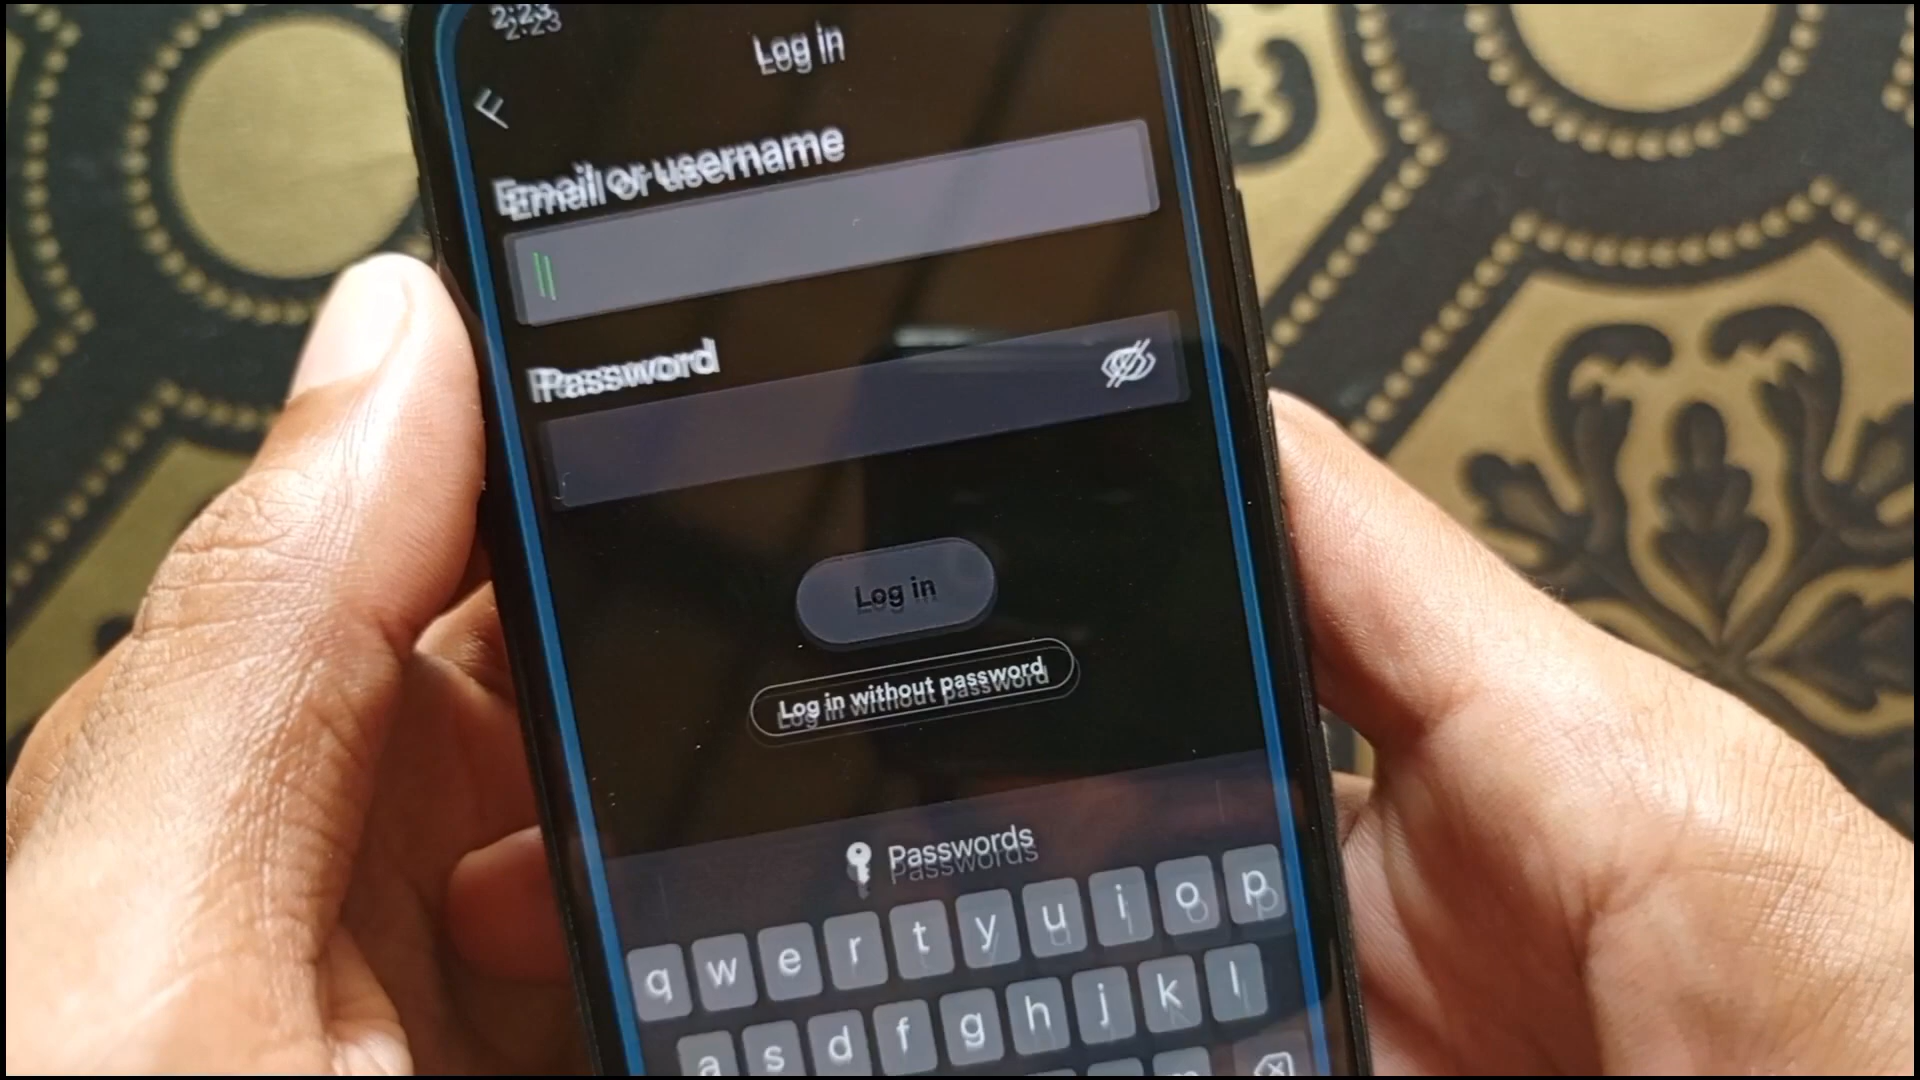 2:23
Log in
Email or username
Password
Log in
Log in without password
Passwords
q w e r t y u i o p
a s d f g h j k l